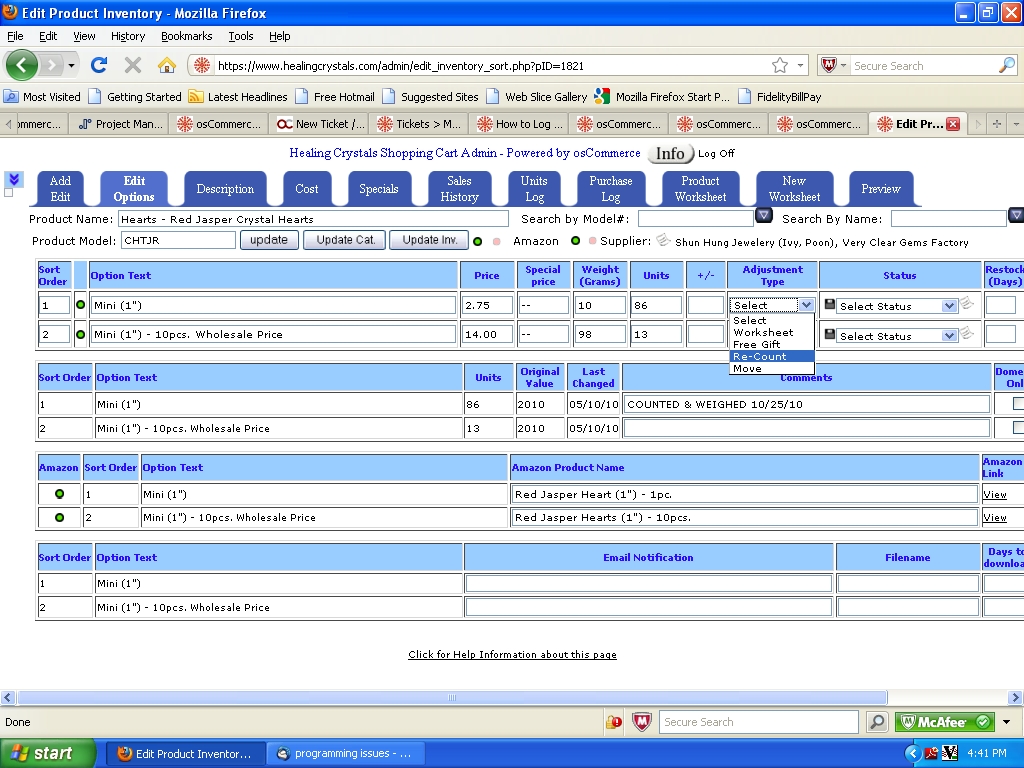 Edit Product Inventory - Mozilla Firefox
File Edit View History Bookmarks Tools Help
https://www.healingcrystals.com/admin/edit_inventory_sort.php?pID=1821 Secure Search
Most Visited Getting Started Latest Headlines Free Hotmail Suggested Sites Web Slice Gallery Mozilla Firefox Start P... FidelityBillPay
ommerc... Project Man... osCommerc... New Ticket /... Tickets > M... How to Log ... osCommerc... osCommerc... osCommerc... Edit Pr...
Healing Crystals Shopping Cart Admin - Powered by osCommerce Info Log Off
Add Edit Edit Options Description Cost Specials Sales History Units Log Purchase Log Product Worksheet New Worksheet Preview
Product Name: Hearts - Red Jasper Crystal Hearts Search by Model#: Search By Name:
Product Model: CHTJR update Update Cat. Update Inv. Amazon Supplier: Shun Hung Jewelery (Ivy, Poon), Very Clear Gems Factory
Sort Order Option Text Price Special price Weight (Grams) Units +/- Adjustment Type Status Restock (Days)
1 Mini (1") 2.75 -- 10 86 Select Select Status
2 Mini (1") - 10pcs. Wholesale Price 14.00 -- 98 13 Select Status
Select
Worksheet
Free Gift
Re-Count
Move
Sort Order Option Text Units Original Value Last Changed Comments Dome Onl
1 Mini (1") 86 2010 05/10/10 COUNTED & WEIGHED 10/25/10
2 Mini (1") - 10pcs. Wholesale Price 13 2010 05/10/10
Amazon Sort Order Option Text Amazon Product Name Amazon Link
1 Mini (1") Red Jasper Heart (1") - 1pc. View
2 Mini (1") - 10pcs. Wholesale Price Red Jasper Hearts (1") - 10pcs. View
Sort Order Option Text Email Notification Filename Days to downloa
1 Mini (1")
2 Mini (1") - 10pcs. Wholesale Price
Click for Help Information about this page
Done Secure Search McAfee
start Edit Product Inventor... programming issues - ... 4:41 PM